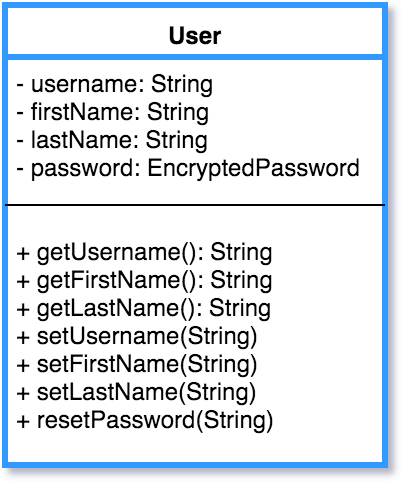 User
- username: String
- firstName: String
- lastName: String
- password: EncryptedPassword
+ getUsername(): String
+ getFirstName(): String
+ getLastName(): String
+ setUsername(String)
+ setFirstName(String)
+ setLastName(String)
+ resetPassword(String)